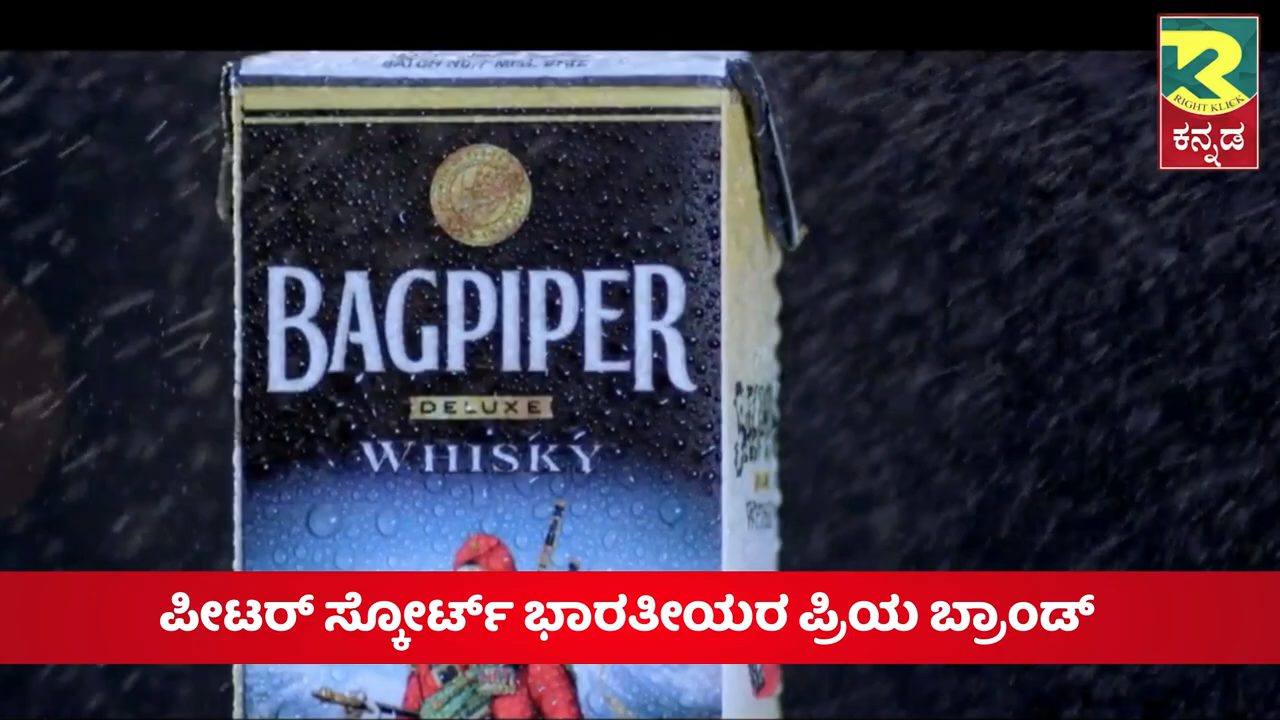 RIGHT KLICK
ಕನ್ನಡ
BAGPIPER
DELUXE
WHISKY
ಪೀಟರ್ ಸ್ಕೋರ್ಟ್ ಭಾರತೀಯರ ಪ್ರಿಯ ಬ್ರಾಂಡ್